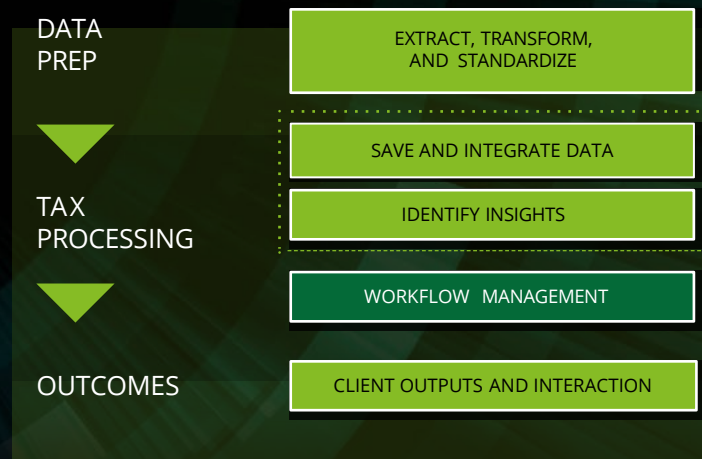 DATA
PREP
EXTRACT, TRANSFORM,
AND STANDARDIZE
SAVE AND INTEGRATE DATA
TAX
PROCESSING
IDENTIFY INSIGHTS
WORKFLOW MANAGEMENT
OUTCOMES
CLIENT OUTPUTS AND INTERACTION